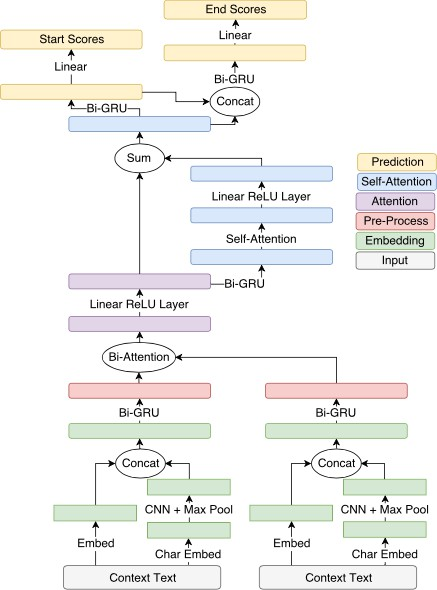 End Scores
Start Scores
Linear
Linear
Bi-GRU
Bi-GRU
Concat
Sum
Prediction
Self-Attention
Attention
Pre-Process
Embedding
Input
Linear ReLU Layer
Self-Attention
Bi-GRU
Linear ReLU Layer
Bi-Attention
Bi-GRU
Bi-GRU
Concat
Concat
CNN + Max Pool
CNN + Max Pool
Embed
Char Embed
Embed
Char Embed
Context Text
Context Text